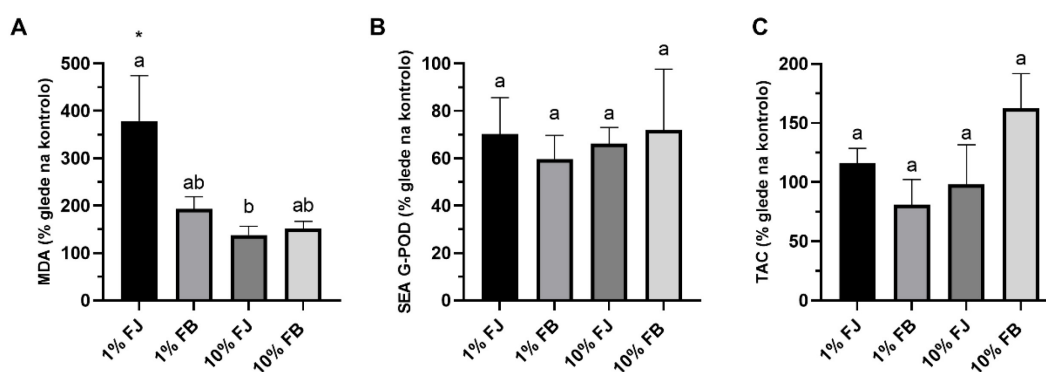 A
*
a
ab
b
ab
MDA (% glede na kontrolo)
500
400
300
200
100
0
1% FJ
1% FB
10% FJ
10% FB
B
a
a
a
a
SEA G-POD (% glede na kontrolo)
100
80
60
40
20
0
1% FJ
1% FB
10% FJ
10% FB
C
a
a
a
a
TAC (% glede na kontrolo)
200
150
100
50
0
1% FJ
1% FB
10% FJ
10% FB